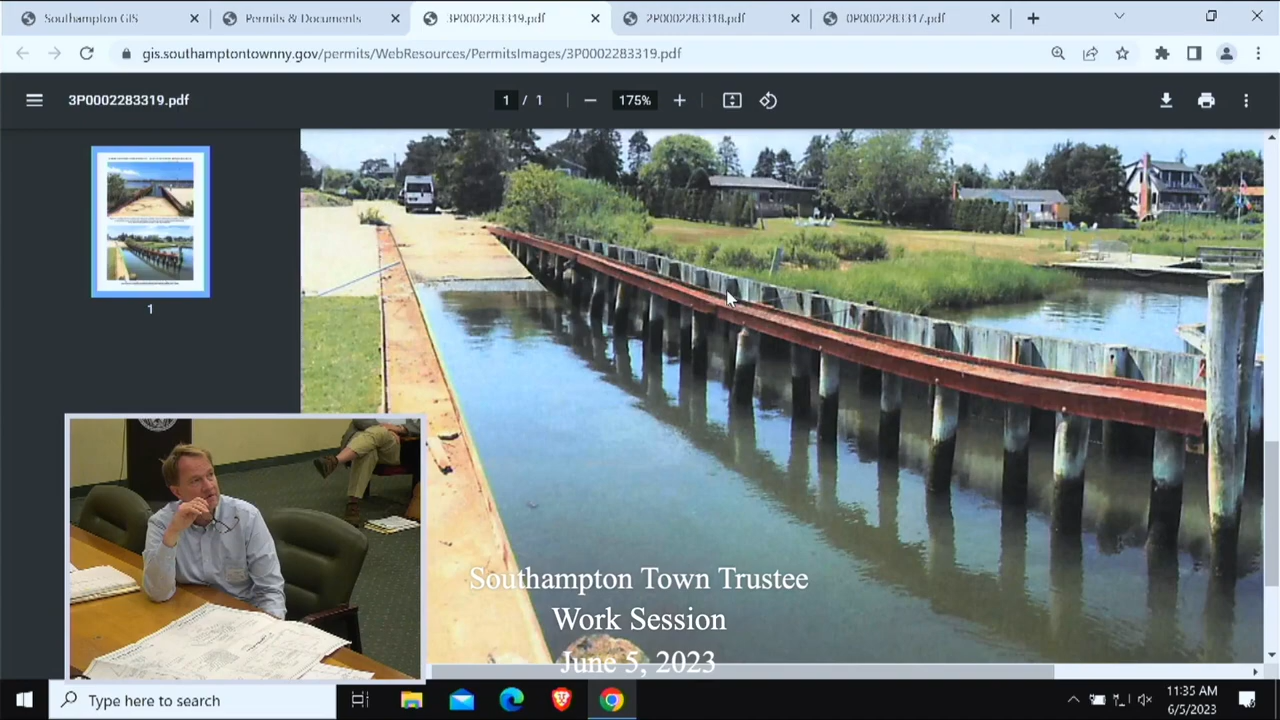 Southampton GIS
Permits & Documents
3P0002283319.pdf
2P0002283318.pdf
0P0002283317.pdf
gis.southamptontownny.gov/permits/WebResources/PermitsImages/3P0002283319.pdf
3P0002283319.pdf
1 / 1
175%
1
Southampton Town Trustee
Work Session
June 5, 2023
Type here to search
11:35 AM
6/5/2023